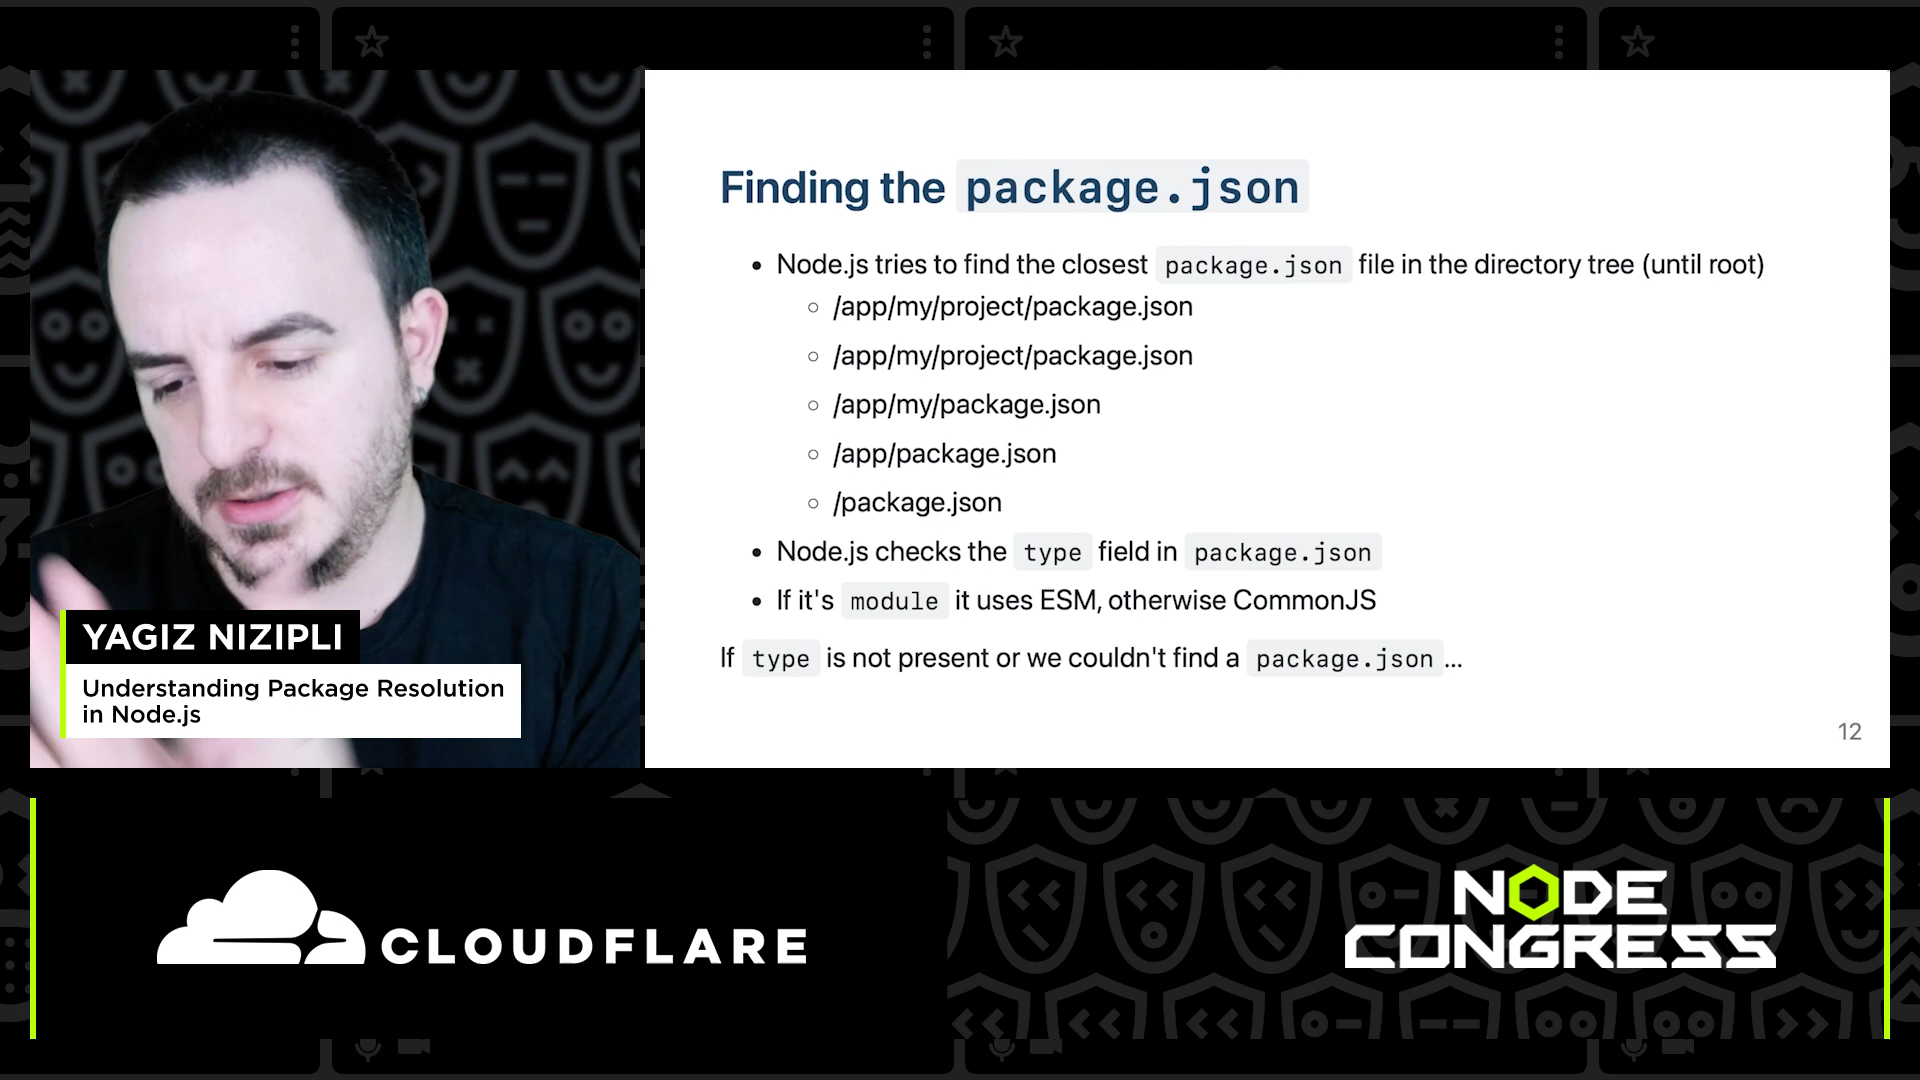 Finding the package.json
• Node.js tries to find the closest package.json file in the directory tree (until root)
◦ /app/my/project/package.json
◦ /app/my/project/package.json
◦ /app/my/package.json
◦ /app/package.json
◦ /package.json
• Node.js checks the type field in package.json
• If it's module it uses ESM, otherwise CommonJS
If type is not present or we couldn't find a package.json...
12
YAGIZ NIZIPLI
Understanding Package Resolution
in Node.js
CLOUDFLARE
NODE
CONGRESS